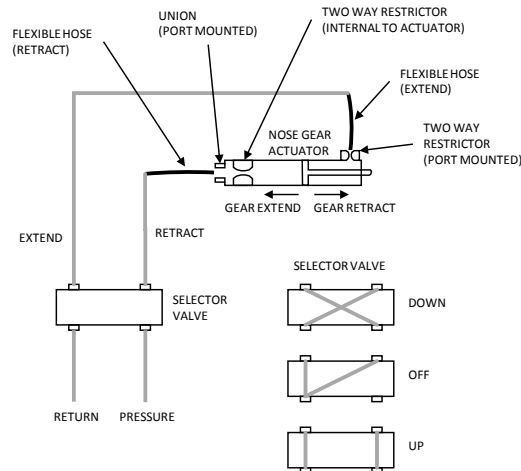 UNION
(PORT MOUNTED)
TWO WAY RESTRICTOR
(INTERNAL TO ACTUATOR)
FLEXIBLE HOSE
(RETRACT)
FLEXIBLE HOSE
(EXTEND)
TWO WAY
RESTRICTOR
(PORT MOUNTED)
NOSE GEAR
ACTUATOR
GEAR EXTEND
GEAR RETRACT
EXTEND
RETRACT
SELECTOR
VALVE
RETURN
PRESSURE
SELECTOR VALVE
DOWN
OFF
UP